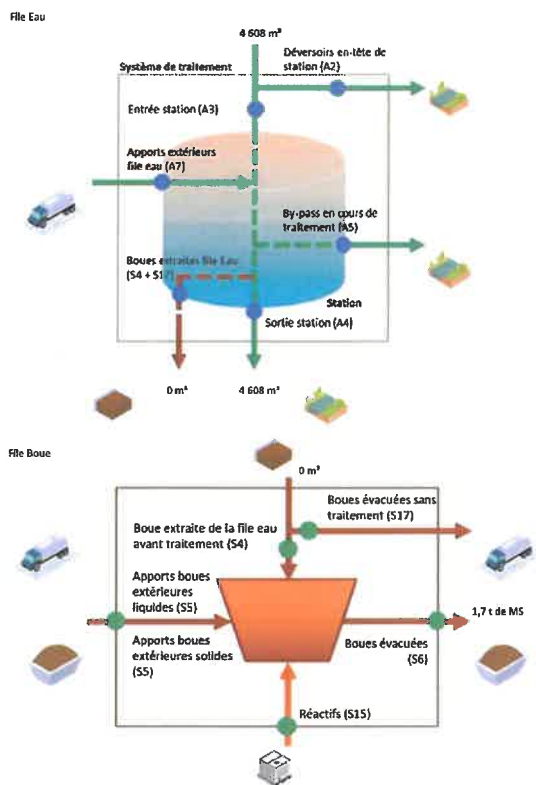 File Eau
4 608 m³
Système de traitement
Déversoirs en-tête de
station (A2)
Entrée station (A3)
Apports extérieurs
file eau (A7)
By-pass en cours de
traitement (A5)
Boues extraites file Eau
(S4 + S17)
Station
Sortie station (A4)
0 m³
4 608 m³
File Boue
0 m³
Boues évacuées sans
traitement (S17)
Boue extraite de la file eau
avant traitement (S4)
Apports boues
extérieures
liquides (S5)
1,7 t de MS
Apports boues
extérieures solides
(S5)
Boues évacuées
(S6)
Réactifs (S15)